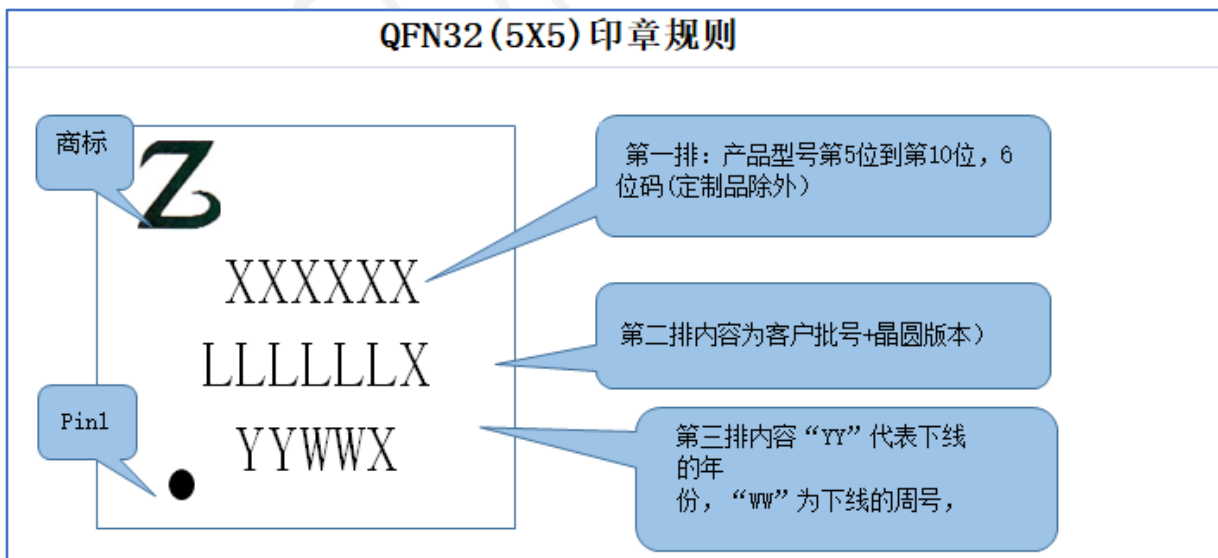 QFN32(5X5)印章规则
商标
Z
第一排：产品型号第5位到第10位，6
位码(定制品除外）
XXXXXX
第二排内容为客户批号+晶圆版本）
LLLLLLX
Pin1
YYWWX
第三排内容“YY”代表下线
的年
份，“WW”为下线的周号，